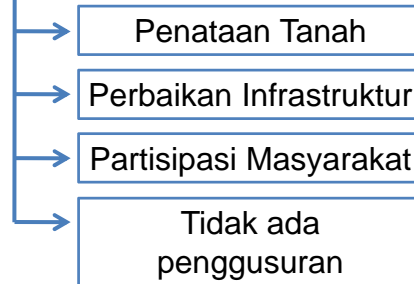 Penataan Tanah
Perbaikan Infrastruktur
Partisipasi Masyarakat
Tidak ada
penggusuran